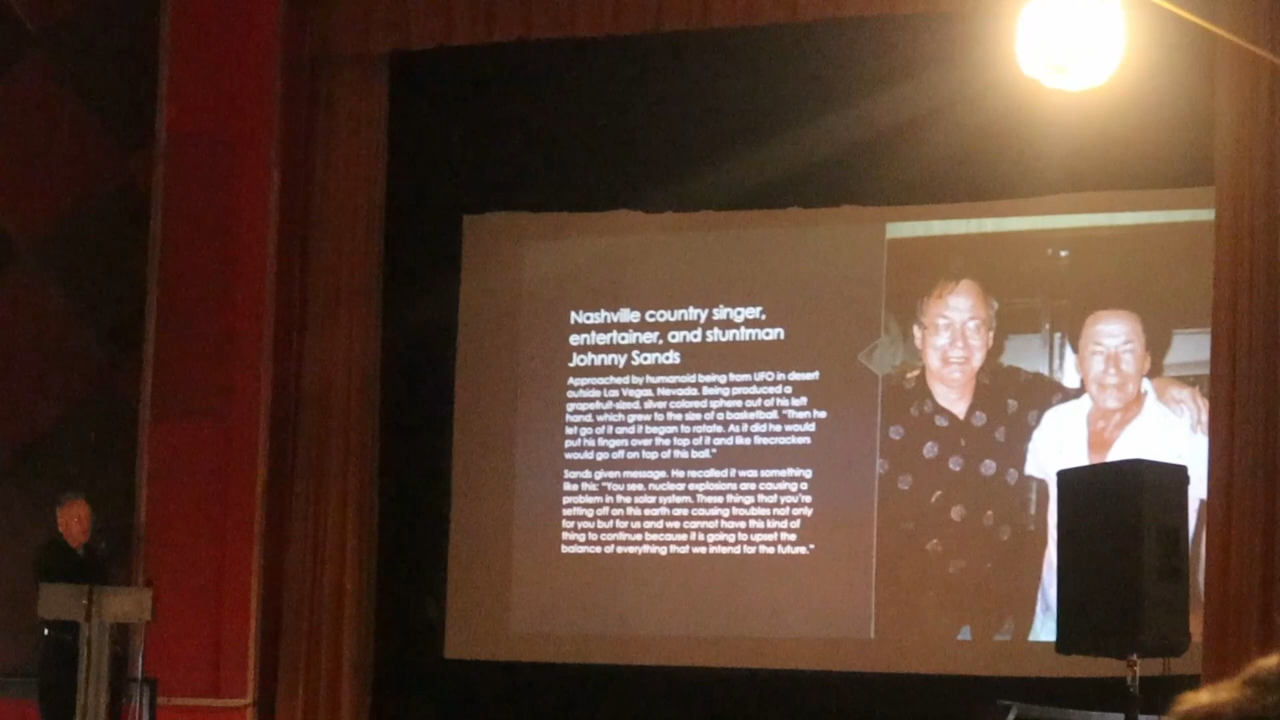 Nashville country singer,
entertainer, and stuntman
Johnny Sands
Approached by humanoid being from UFO in desert
outside Las Vegas, Nevada. Being produced a
grapefruit-sized, silver colored sphere out of his left
hand, which grew to the size of a basketball. "Then he
let go of it and it began to rotate. As it did he would
put his fingers over the top of it and like firecrackers
would go off on top of this ball."
Sands given message. He recalled it was something
like this: "You see, nuclear explosions are causing a
problem in the solar system. These things that you're
setting off on this earth are causing troubles not only
for you but for us and we cannot have this kind of
thing to continue because it is going to upset the
balance of everything that we intend for the future."